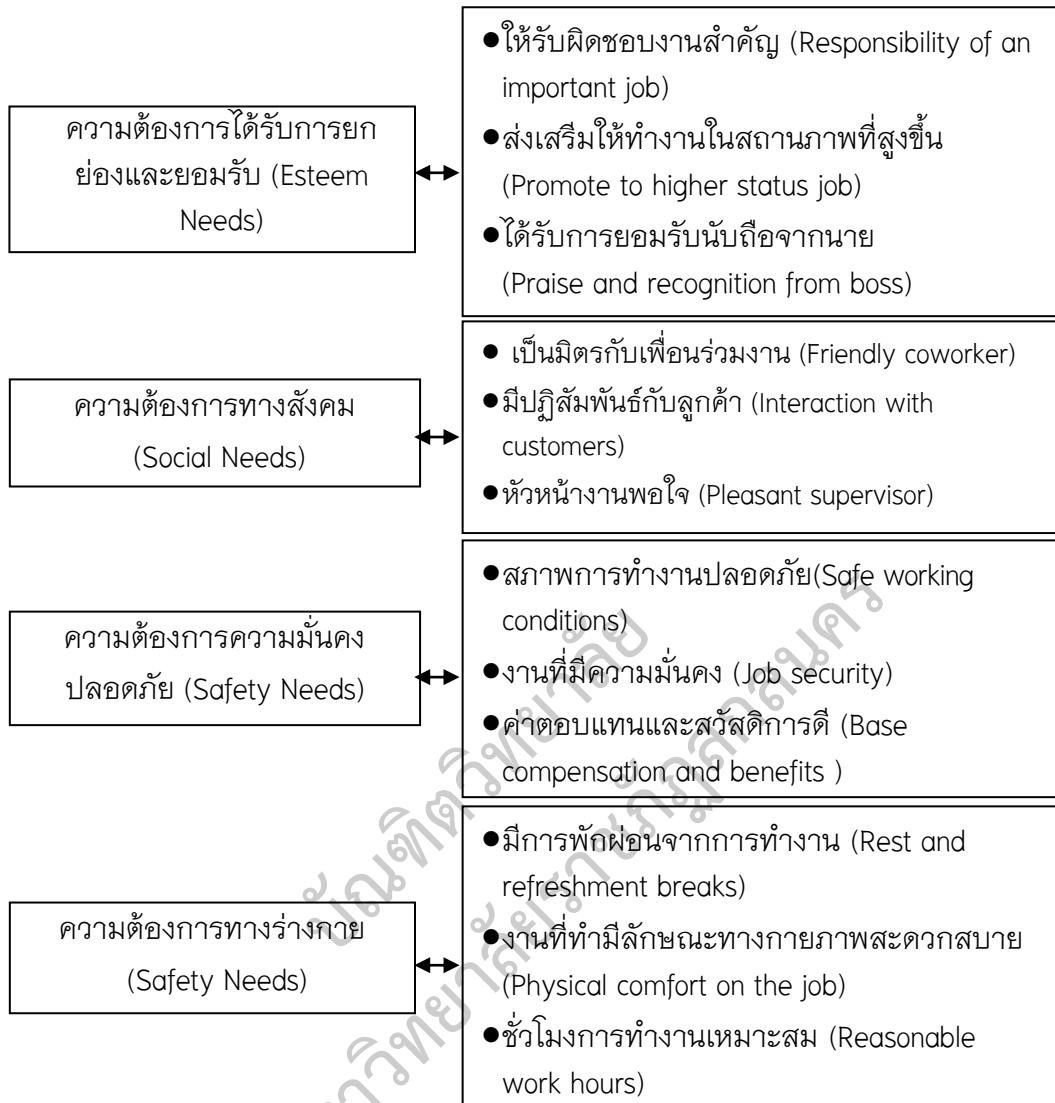 ความต้องการได้รับการยก
ย่องและยอมรับ (Esteem
Needs)
●ให้รับผิดชอบงานสำคัญ (Responsibility of an
important job)
●ส่งเสริมให้ทำงานในสถานภาพที่สูงขึ้น
(Promote to higher status job)
●ได้รับการยอมรับนับถือจากนาย
(Praise and recognition from boss)
ความต้องการทางสังคม
(Social Needs)
● เป็นมิตรกับเพื่อนร่วมงาน (Friendly coworker)
●มีปฏิสัมพันธ์กับลูกค้า (Interaction with
customers)
●หัวหน้างานพอใจ (Pleasant supervisor)
ความต้องการความมั่นคง
ปลอดภัย (Safety Needs)
●สภาพการทำงานปลอดภัย(Safe working
conditions)
●งานที่มีความมั่นคง (Job security)
●ค่าตอบแทนและสวัสดิการดี (Base
compensation and benefits )
ความต้องการทางร่างกาย
(Safety Needs)
●มีการพักผ่อนจากการทำงาน (Rest and
refreshment breaks)
●งานที่ทำมีลักษณะทางกายภาพสะดวกสบาย
(Physical comfort on the job)
●ชั่วโมงการทำงานเหมาะสม (Reasonable
work hours)
บัณฑิตวิทยาลัย